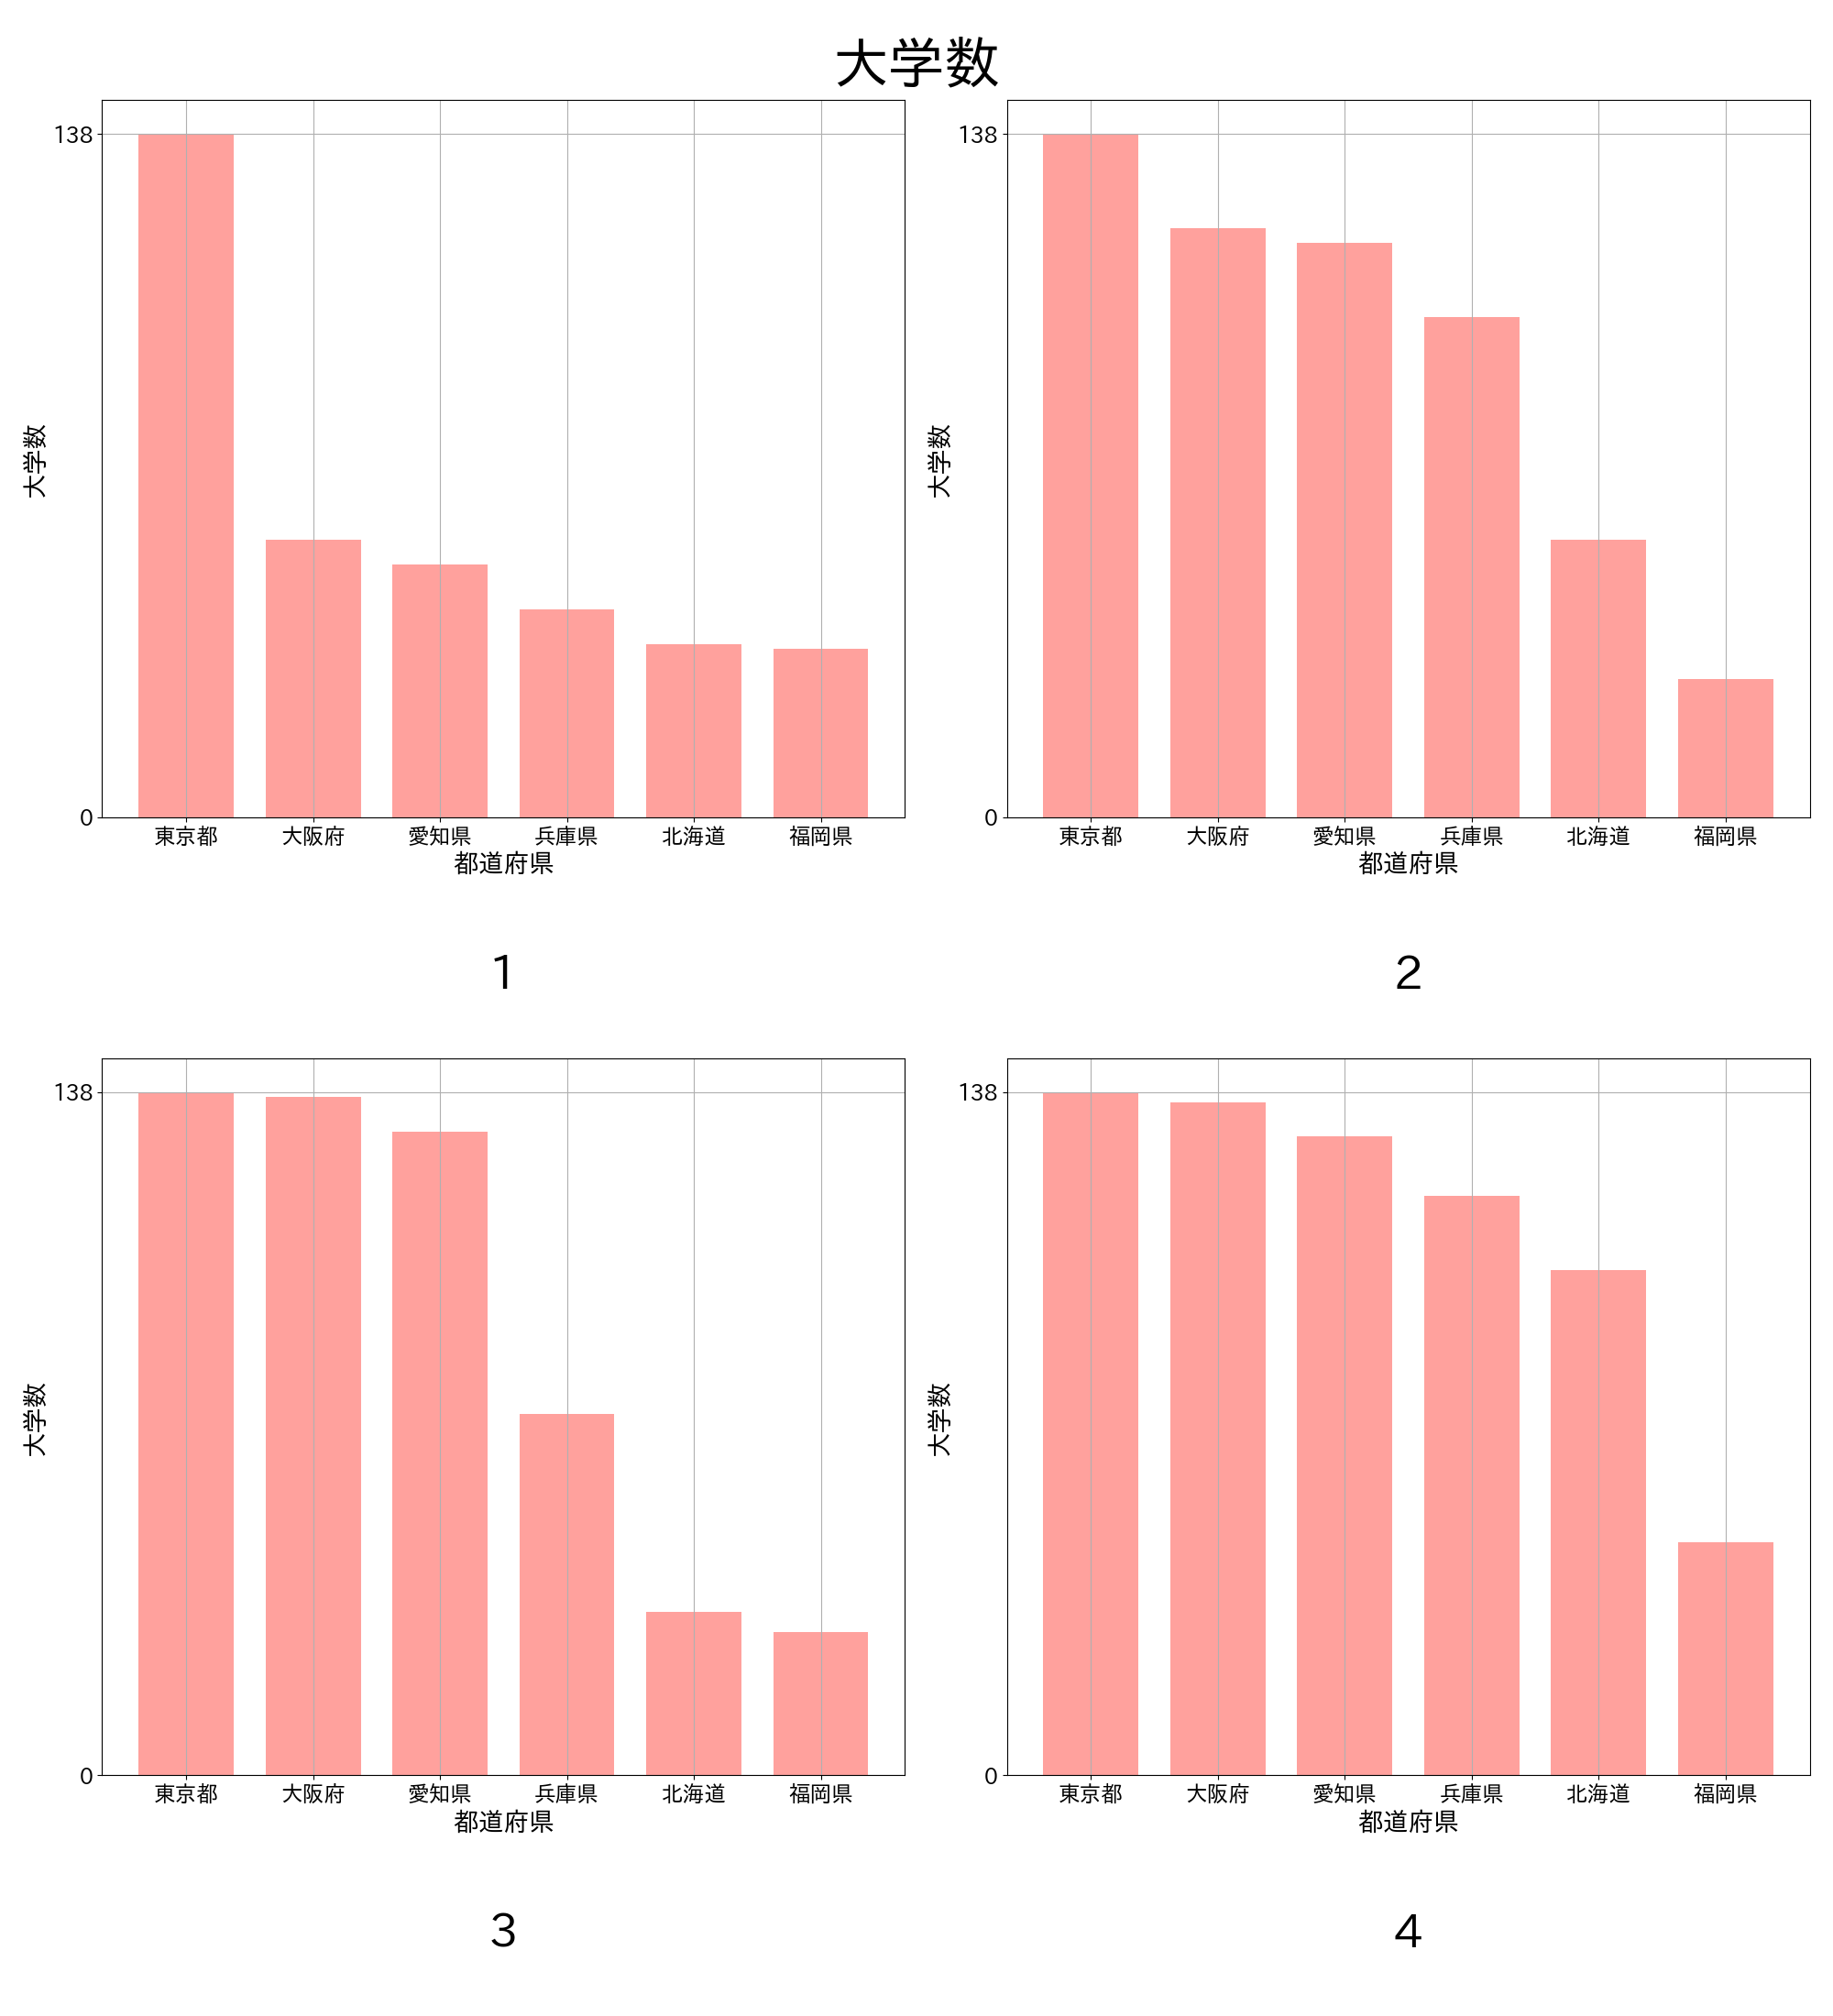 大学数
138
0
大学数
東京都 大阪府 愛知県 兵庫県 北海道 福岡県
都道府県
1
138
0
大学数
東京都 大阪府 愛知県 兵庫県 北海道 福岡県
都道府県
2
138
0
大学数
東京都 大阪府 愛知県 兵庫県 北海道 福岡県
都道府県
3
138
0
大学数
東京都 大阪府 愛知県 兵庫県 北海道 福岡県
都道府県
4